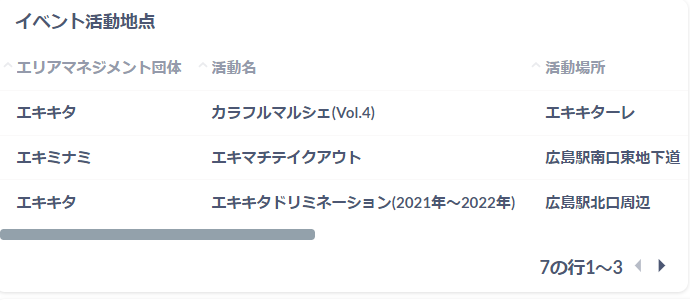 イベント活動地点
エリアマネジメント団体 活動名 活動場所
エキキタ カラフルマルシェ(Vol.4) エキキターレ
エキミナミ エキマチテイクアウト 広島駅南口東地下道
エキキタ エキキタドリミネーション(2021年～2022年) 広島駅北口周辺
7の行1～3